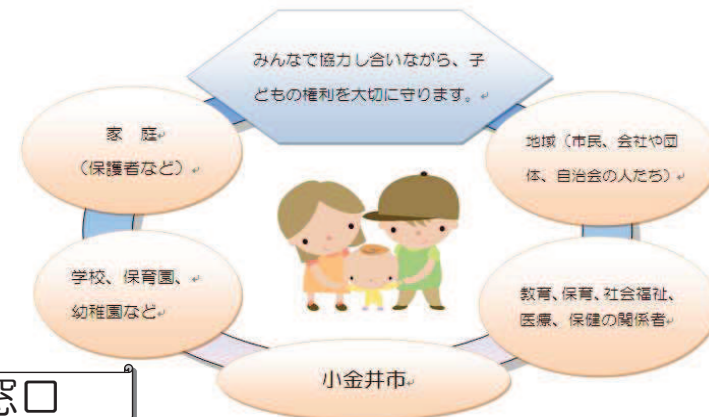 みんなで協力し合いながら、子
どもの権利を大切に守ります。
家　庭
（保護者など）
地域（市民、会社や団
体、自治会の人たち）
学校、保育園、
幼稚園など
教育、保育、社会福祉、
医療、保健の関係者
小金井市
窓口